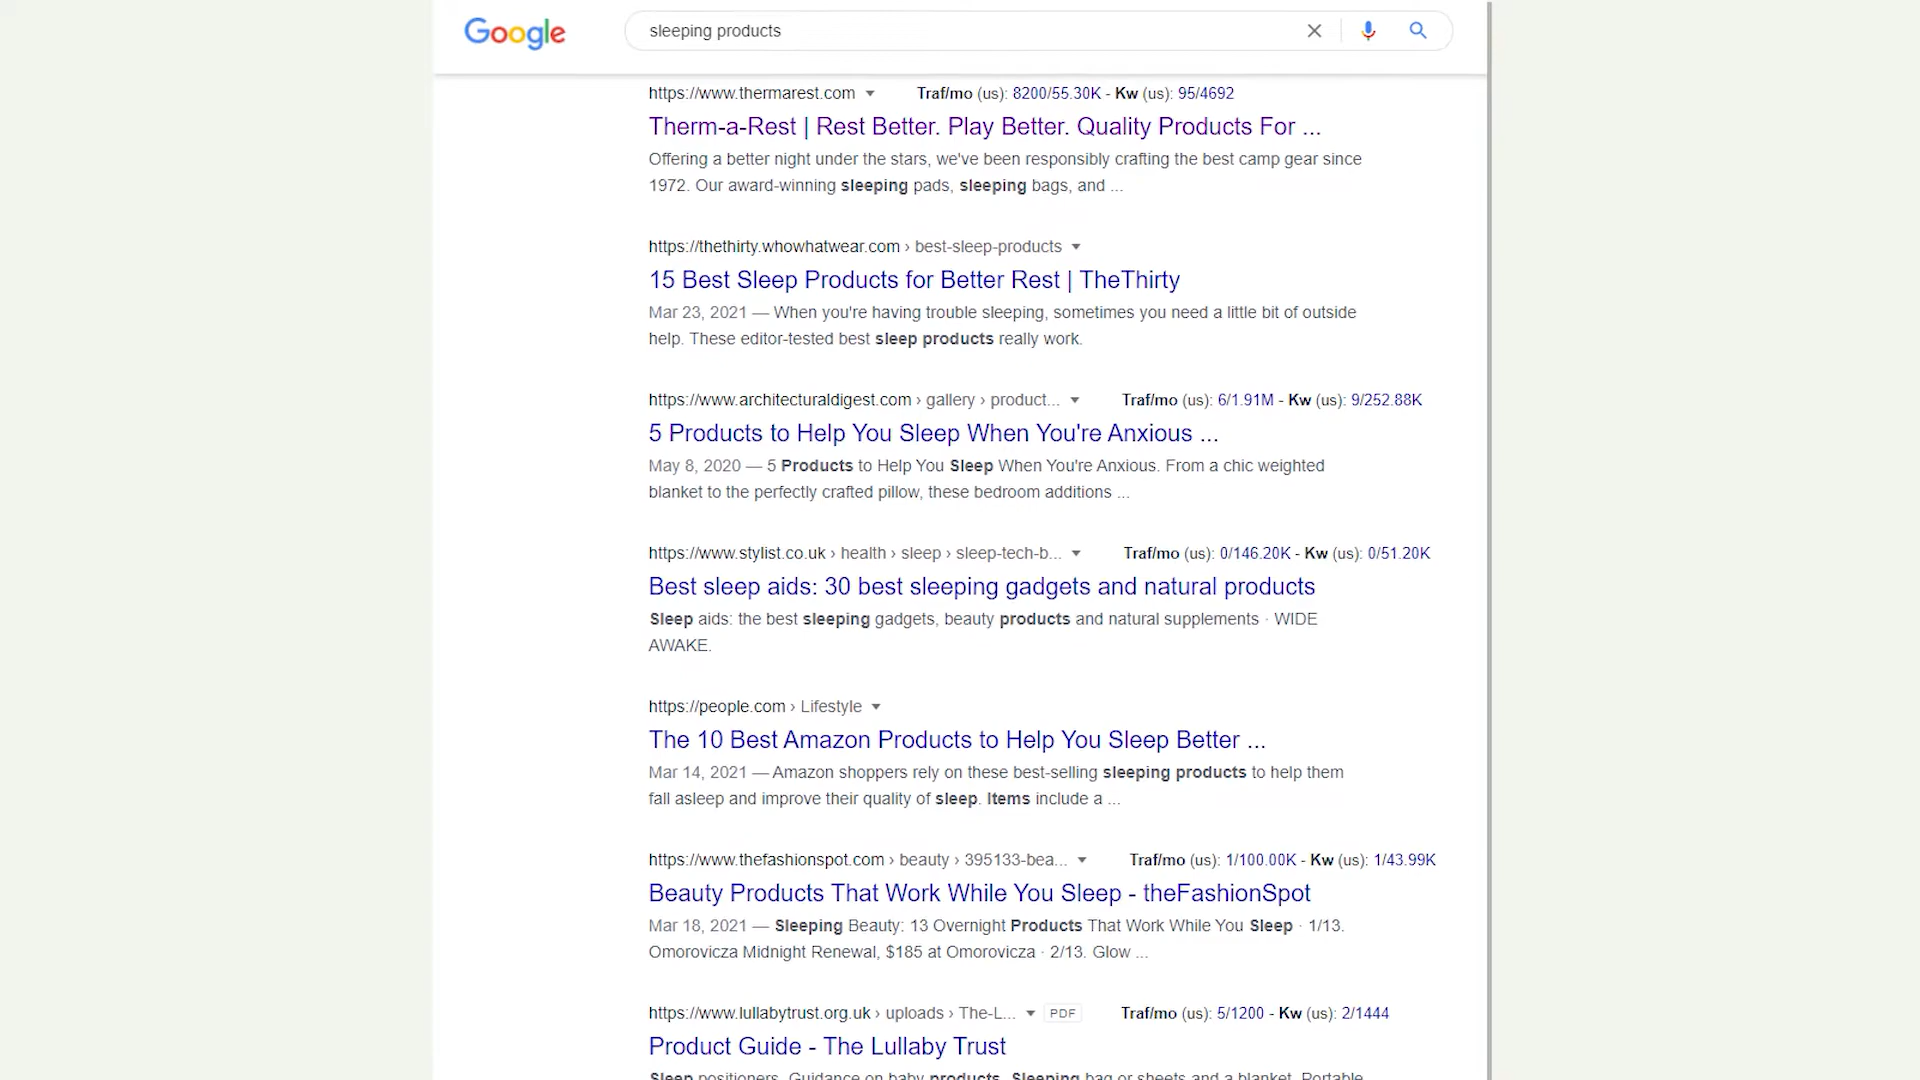 Google
sleeping products
https://www.thermarest.com Traf/mo (us): 8200/55.30K - Kw (us): 95/4692
Therm-a-Rest | Rest Better. Play Better. Quality Products For ...
Offering a better night under the stars, we've been responsibly crafting the best camp gear since
1972. Our award-winning sleeping pads, sleeping bags, and ...
https://thethirty.whowhatwear.com › best-sleep-products
15 Best Sleep Products for Better Rest | TheThirty
Mar 23, 2021 — When you're having trouble sleeping, sometimes you need a little bit of outside
help. These editor-tested best sleep products really work.
https://www.architecturaldigest.com › gallery › product... Traf/mo (us): 6/1.91M - Kw (us): 9/252.88K
5 Products to Help You Sleep When You're Anxious ...
May 8, 2020 — 5 Products to Help You Sleep When You're Anxious. From a chic weighted
blanket to the perfectly crafted pillow, these bedroom additions ...
https://www.stylist.co.uk › health › sleep › sleep-tech-b... Traf/mo (us): 0/146.20K - Kw (us): 0/51.20K
Best sleep aids: 30 best sleeping gadgets and natural products
Sleep aids: the best sleeping gadgets, beauty products and natural supplements · WIDE
AWAKE.
https://people.com › Lifestyle
The 10 Best Amazon Products to Help You Sleep Better ...
Mar 14, 2021 — Amazon shoppers rely on these best-selling sleeping products to help them
fall asleep and improve their quality of sleep. Items include a ...
https://www.thefashionspot.com › beauty › 395133-bea... Traf/mo (us): 1/100.00K - Kw (us): 1/43.99K
Beauty Products That Work While You Sleep - theFashionSpot
Mar 18, 2021 — Sleeping Beauty: 13 Overnight Products That Work While You Sleep · 1/13.
Omorovicza Midnight Renewal, $185 at Omorovicza · 2/13. Glow ...
https://www.lullabytrust.org.uk › uploads › The-L... PDF Traf/mo (us): 5/1200 - Kw (us): 2/1444
Product Guide - The Lullaby Trust
Sleep positioners. Guidance on baby products. Sleeping bag or sheets and a blanket. Portable